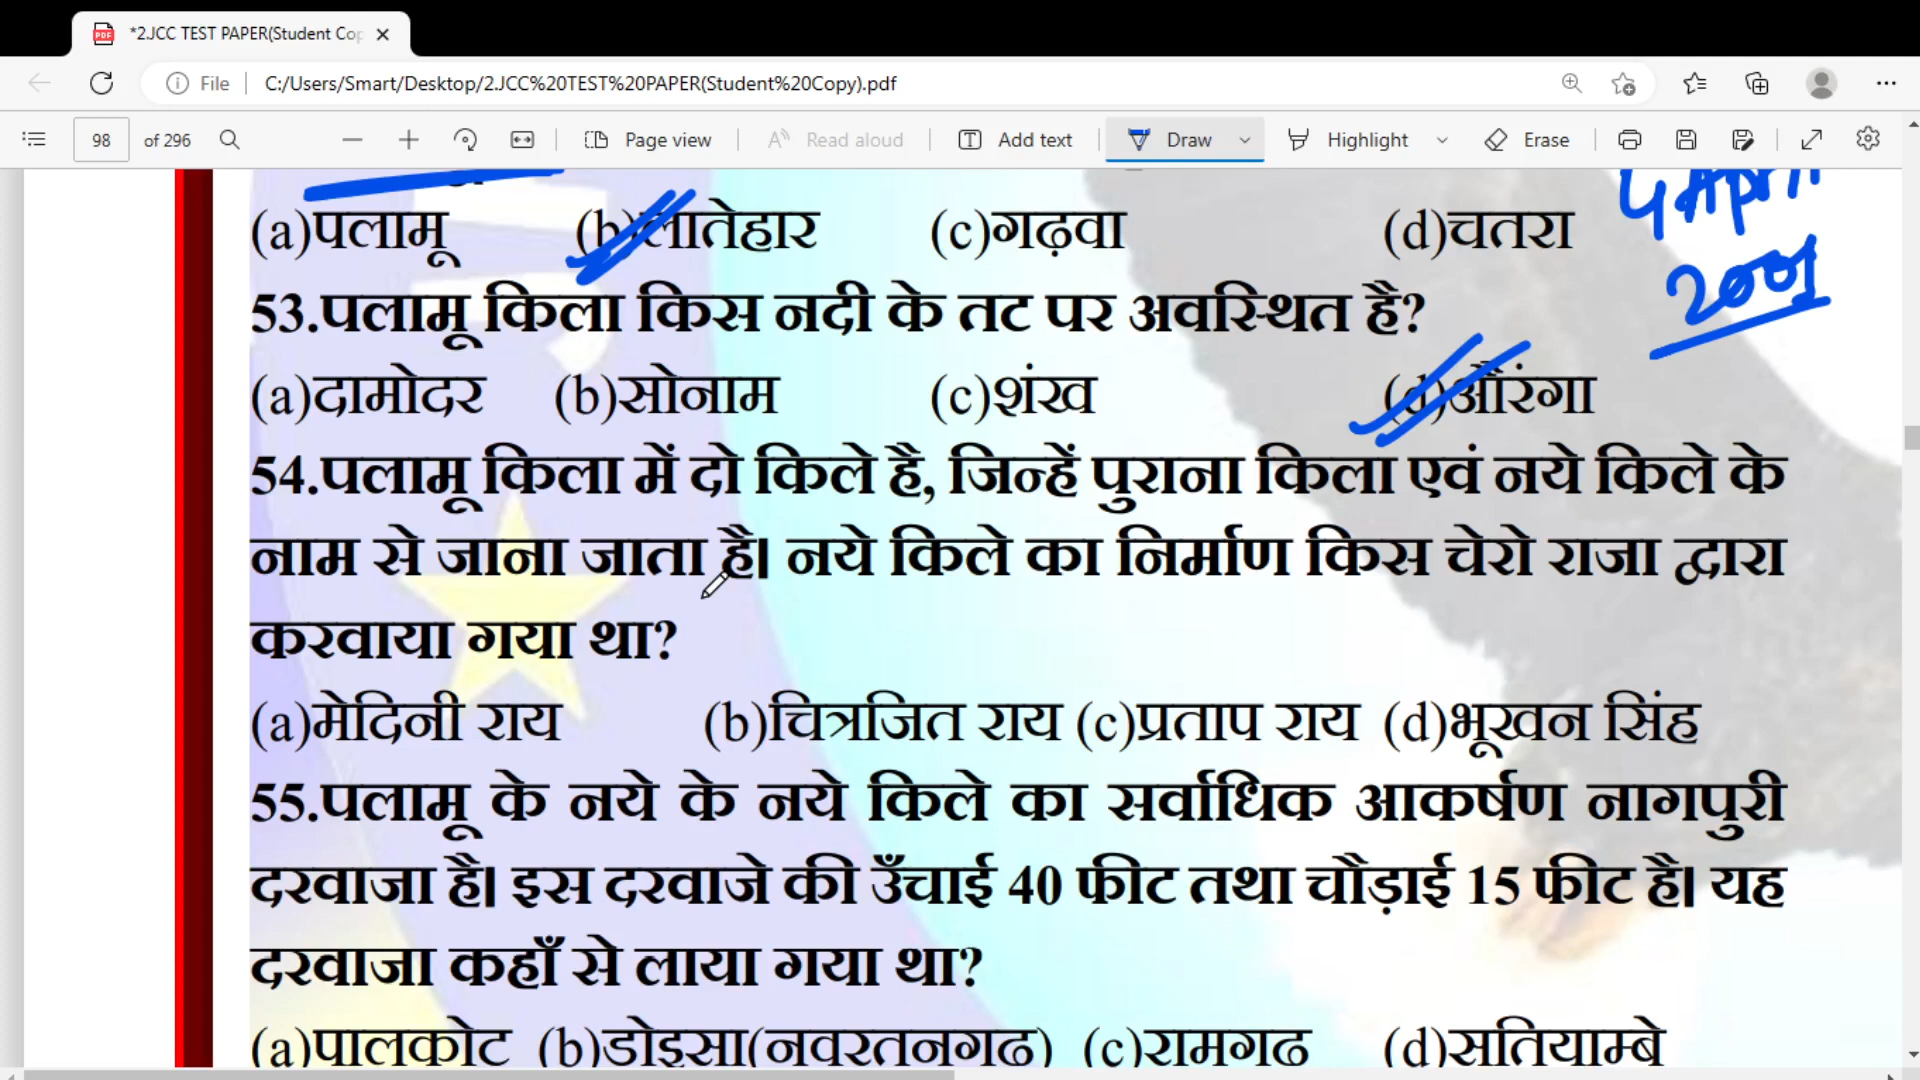 *2.JCC TEST PAPER(Student Cop
File C:/Users/Smart/Desktop/2.JCC%20TEST%20PAPER(Student%20Copy).pdf
98 of 296 Page view Read aloud Add text Draw Highlight Erase
4 April
(a)पलामू (b)लातेहार (c)गढ़वा (d)चतरा
2001
53.पलामू किला किस नदी के तट पर अवस्थित है?
(a)दामोदर (b)सोनाम (c)शंख (d)औरंगा
54.पलामू किला में दो किले है, जिन्हें पुराना किला एवं नये किले के
नाम से जाना जाता है। नये किले का निर्माण किस चेरो राजा द्वारा
करवाया गया था?
(a)मेदिनी राय (b)चित्रजित राय (c)प्रताप राय (d)भूखन सिंह
55.पलामू के नये के नये किले का सर्वाधिक आकर्षण नागपुरी
दरवाजा है। इस दरवाजे की उँचाई 40 फीट तथा चौड़ाई 15 फीट है। यह
दरवाजा कहाँ से लाया गया था?
(a)पालकोट (b)डोइसा(नवरतनगढ) (c)रामगढ (d)सतियाम्बे